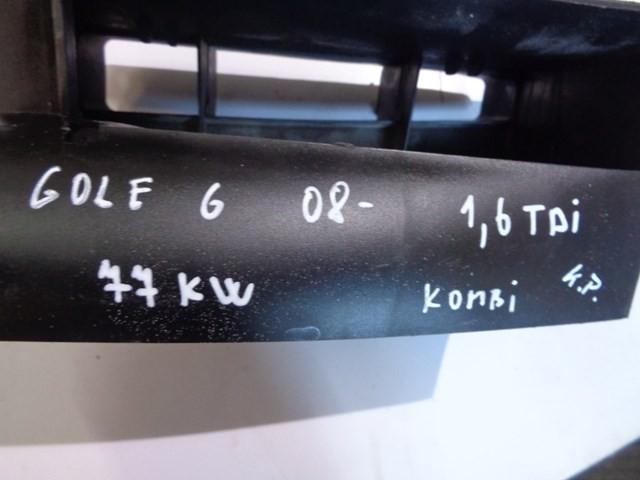 GOLF 6 08- 1,6 TDi
77 KW KOMBi K.P.